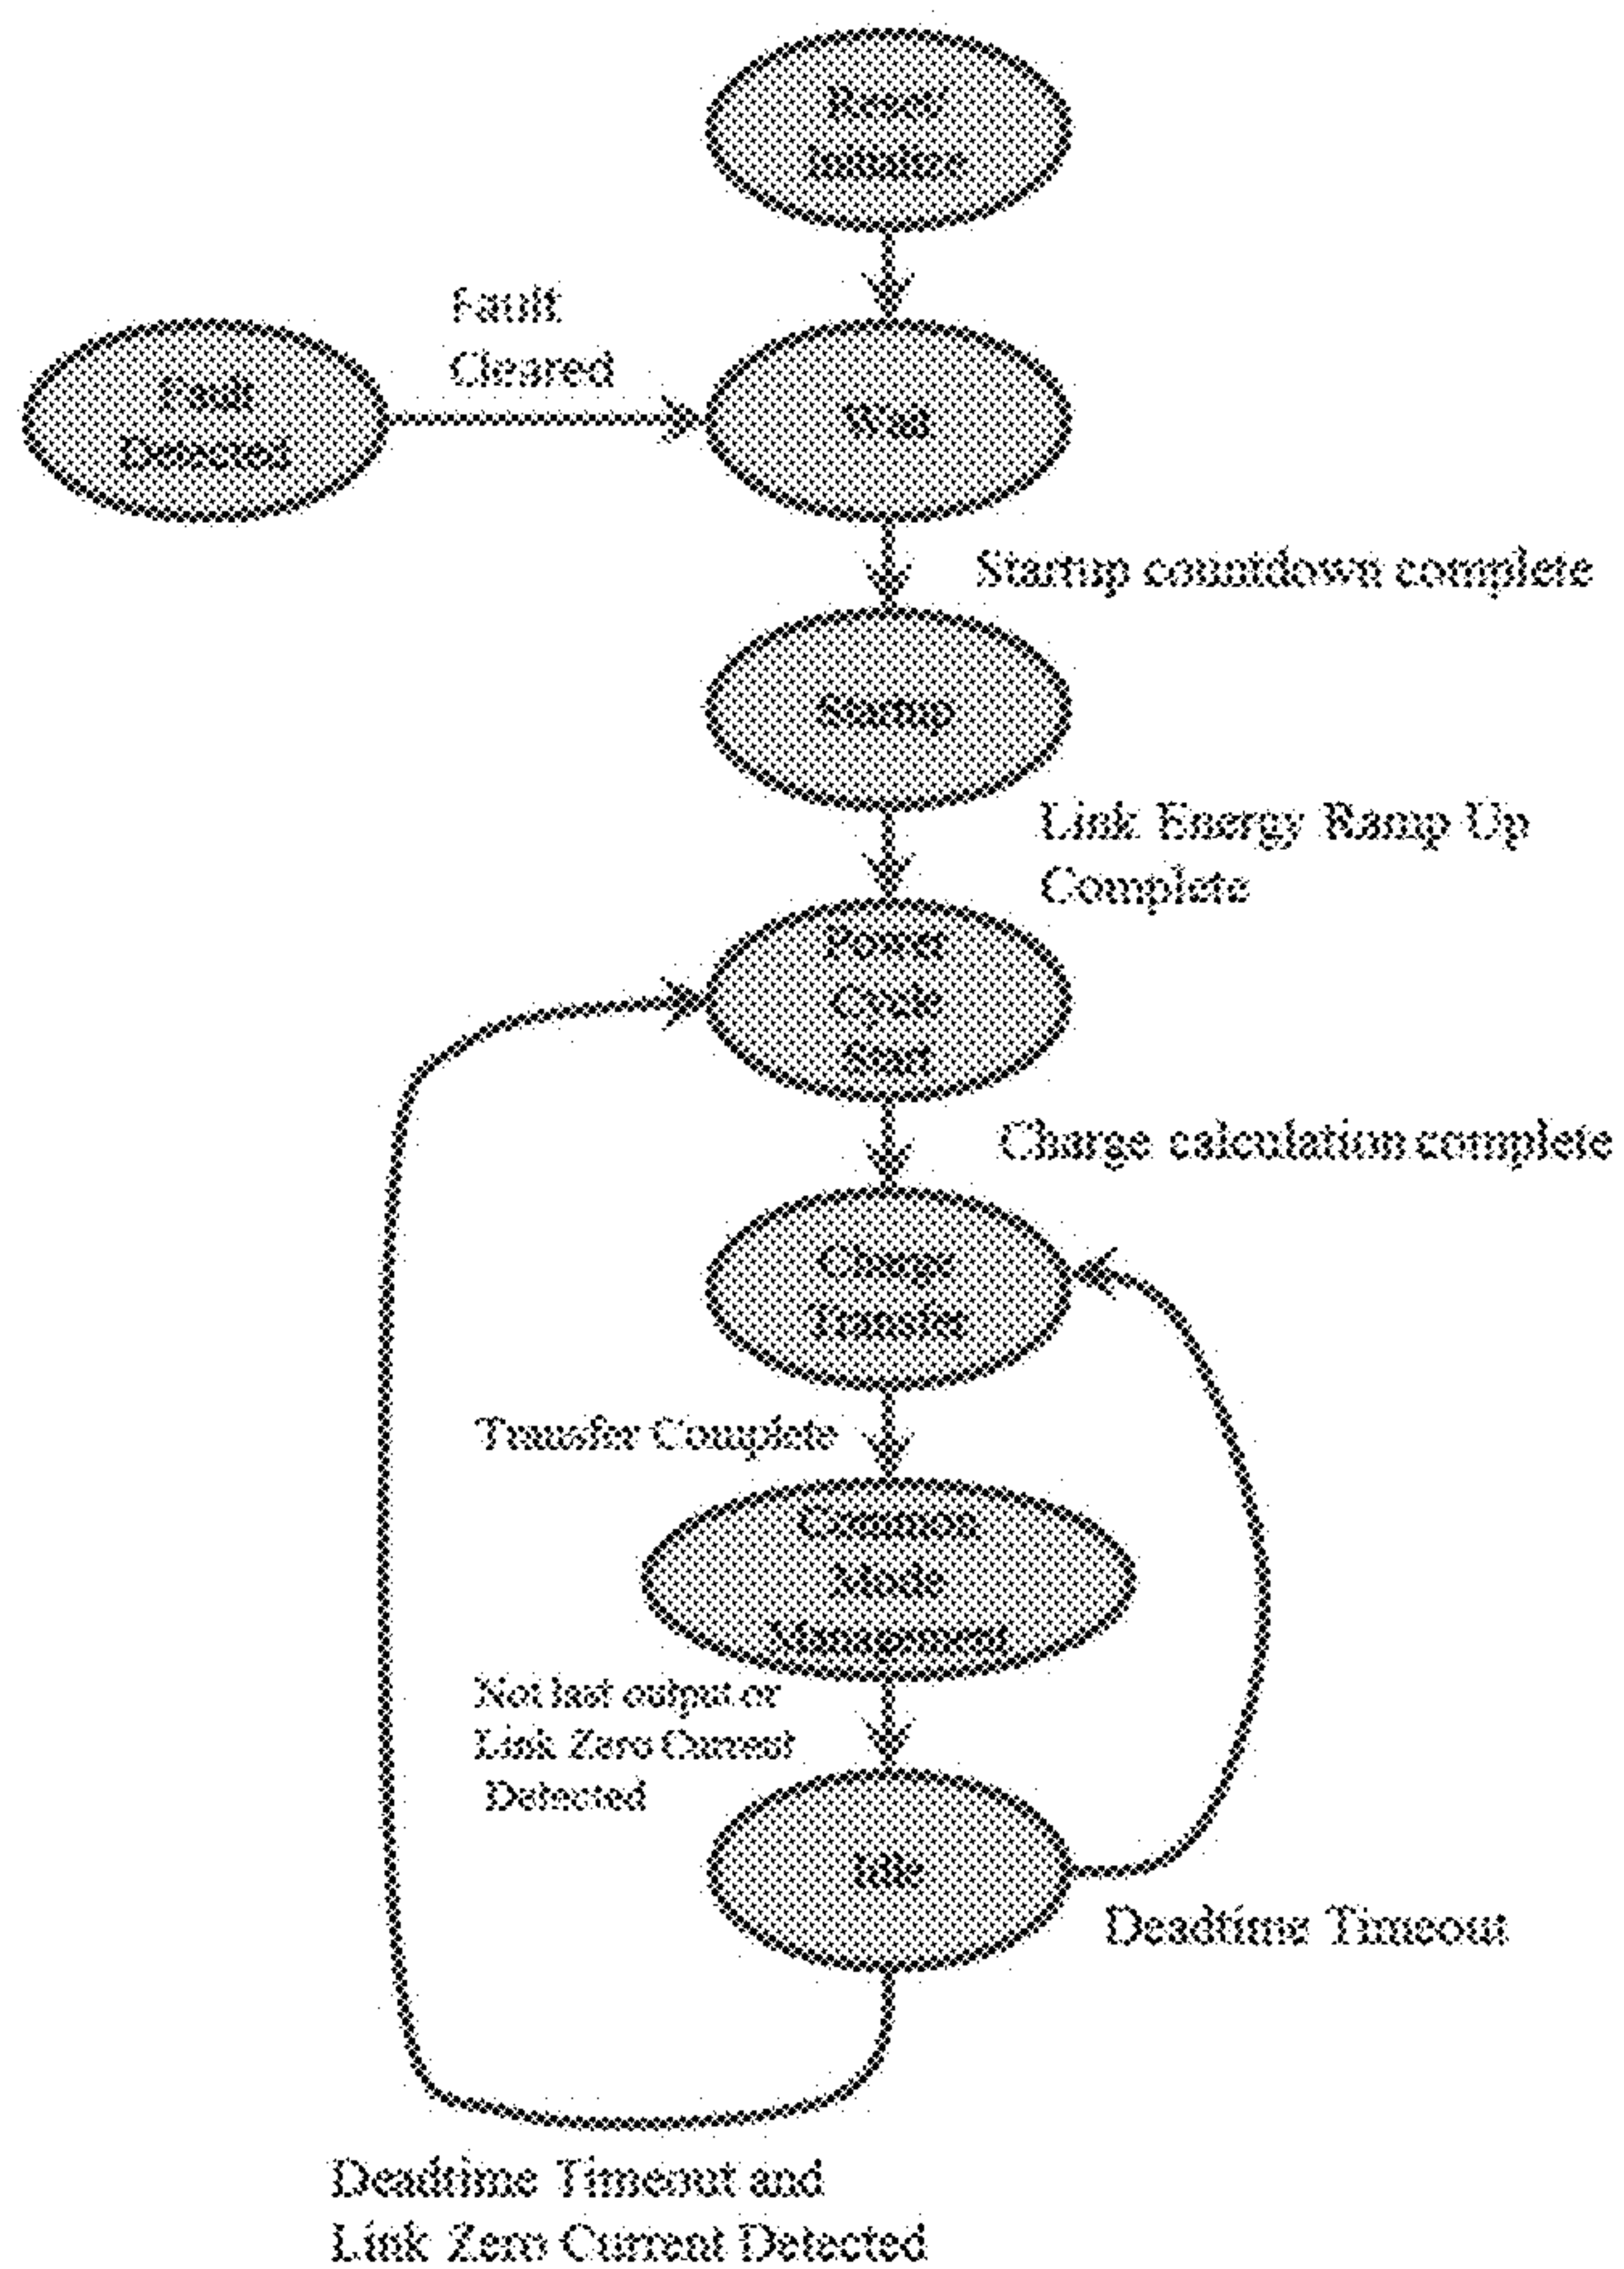 Reset/
Initialize
Fault
Cleared
Fault
Detected
Wait
Startup countdown complete
Startup
Link Energy Ramp Up
Complete
Power
Cycle
Start
Charge calculation complete
Charge
Transfer
Transfer Complete
Common
Mode
Management
Not last output or
Link Zero Current
Detected
Idle
Deadtime Timeout
Deadtime Timeout and
Link Zero Current Detected